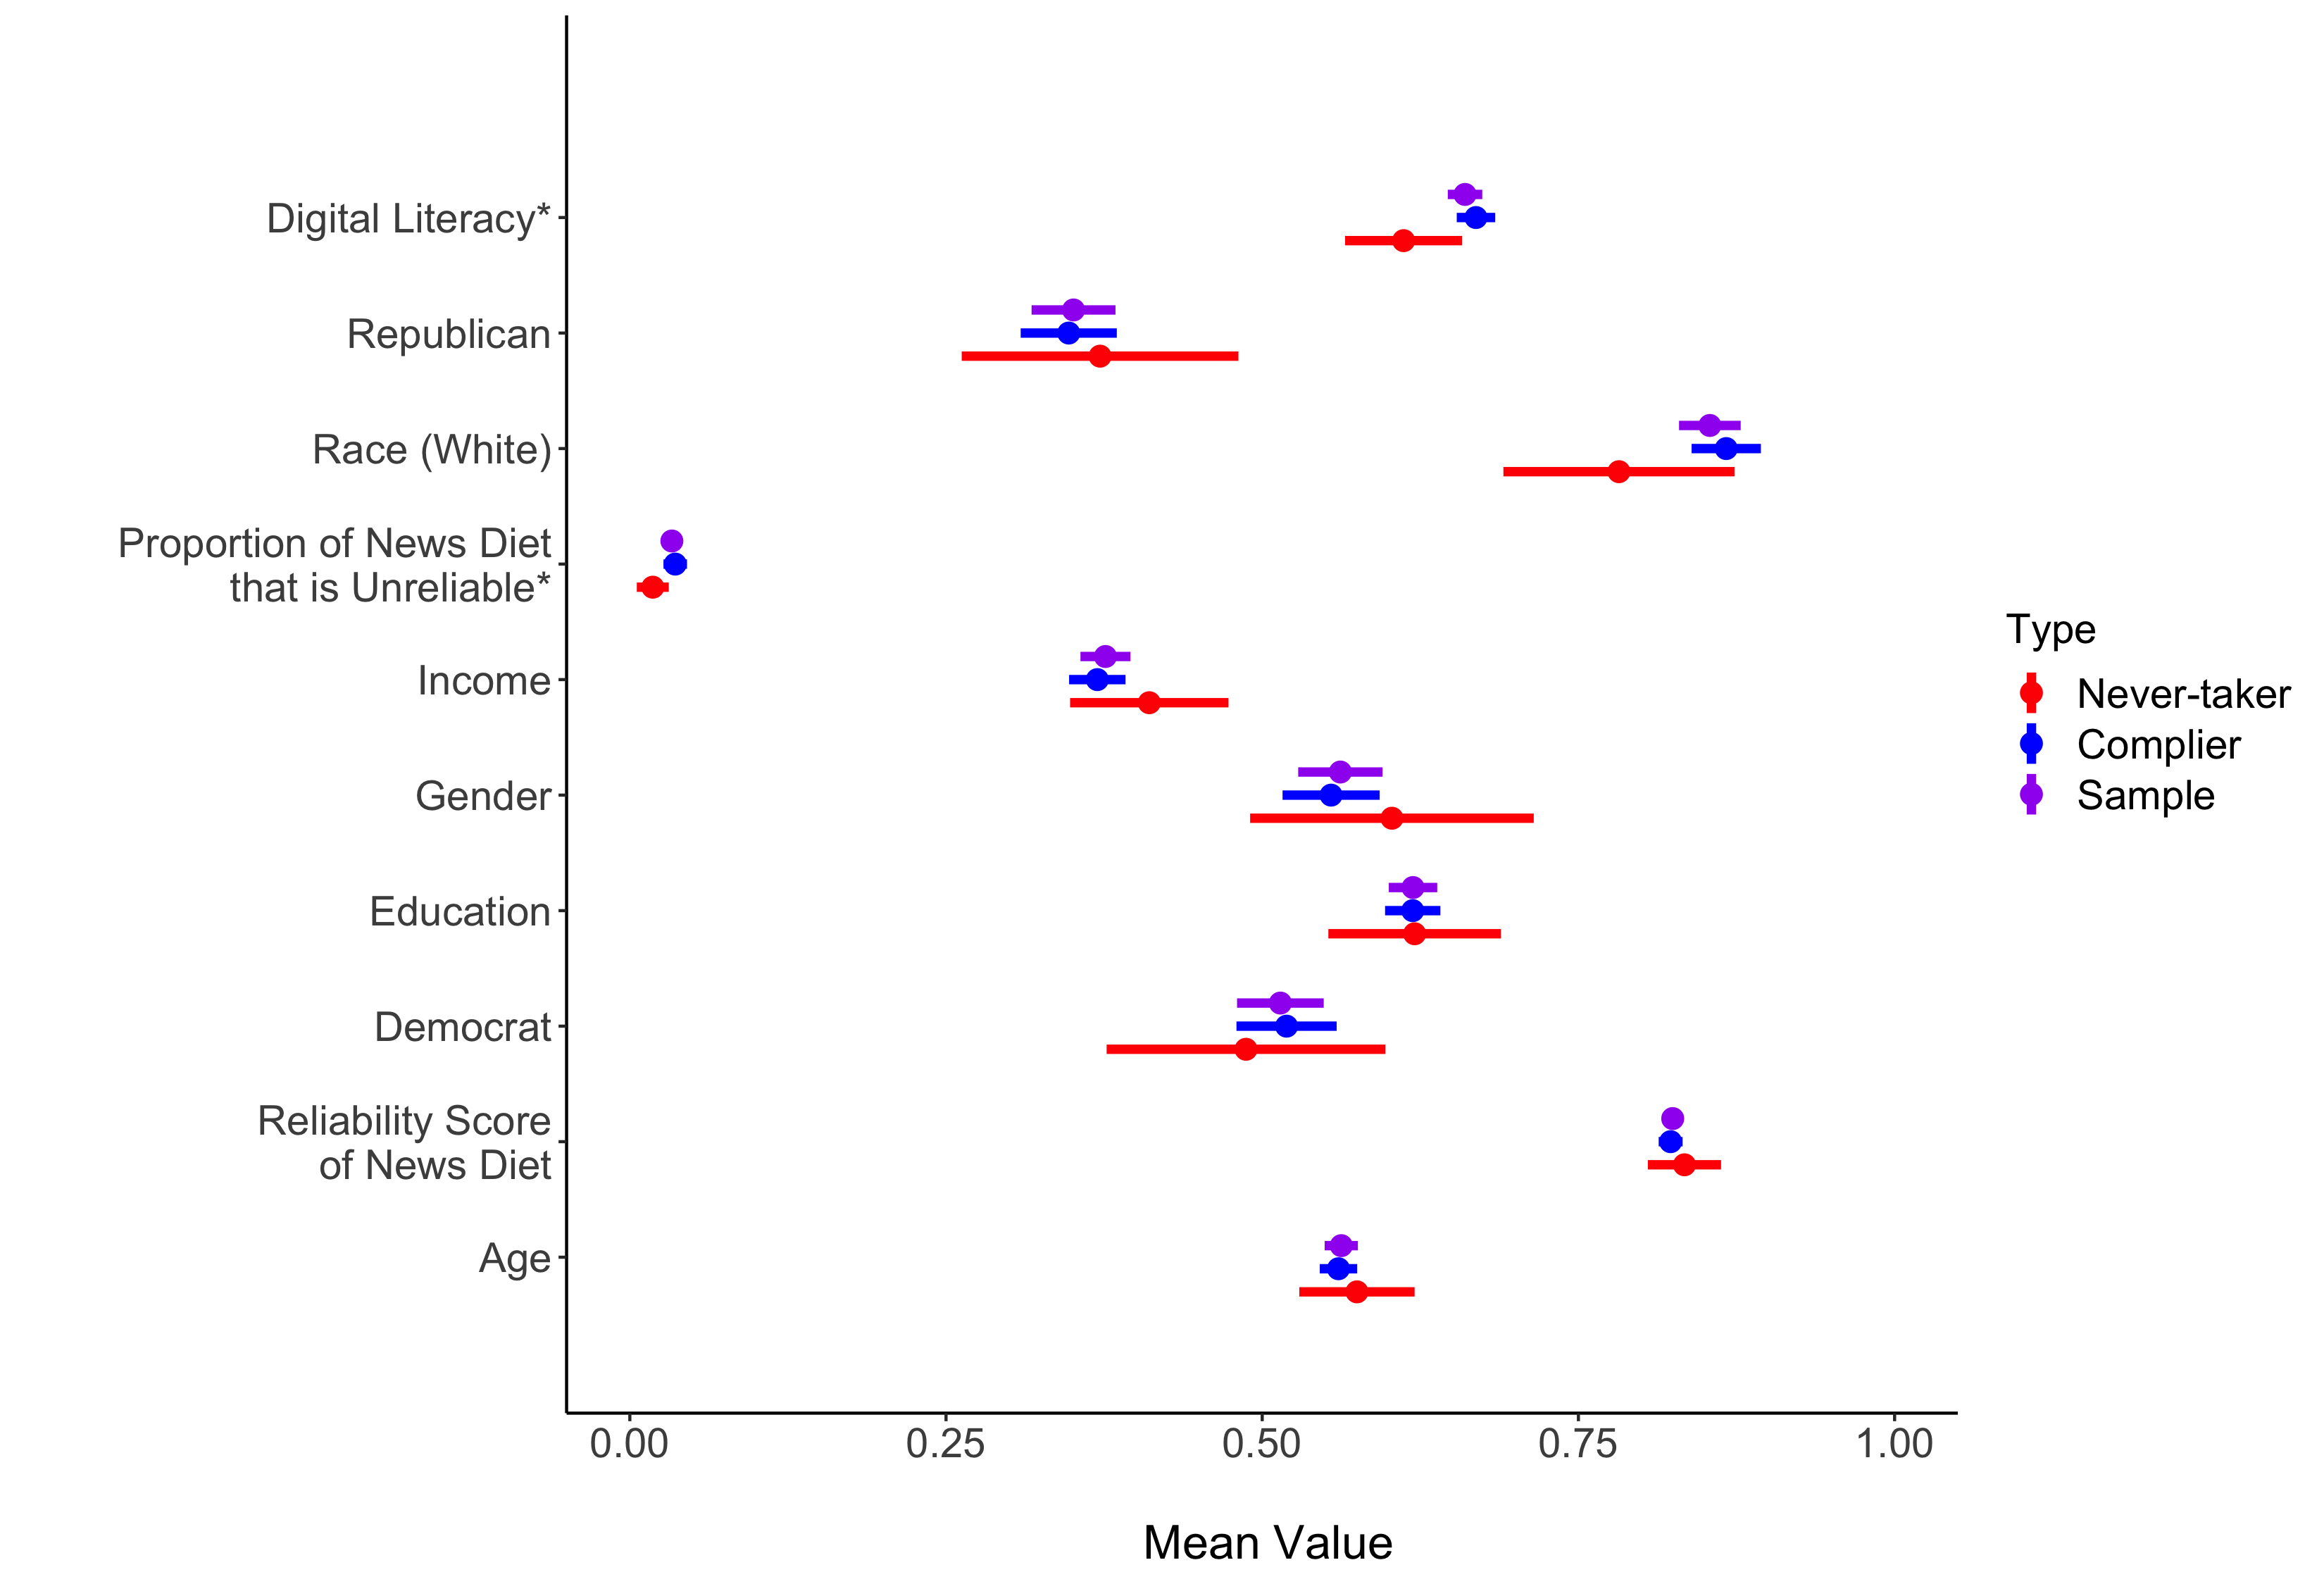 Digital Literacy*
Republican
Race (White)
Proportion of News Diet
that is Unreliable*
Income
Gender
Education
Democrat
Reliability Score
of News Diet
Age
0.00 0.25 0.50 0.75 1.00
Mean Value
Type
Never-taker
Complier
Sample